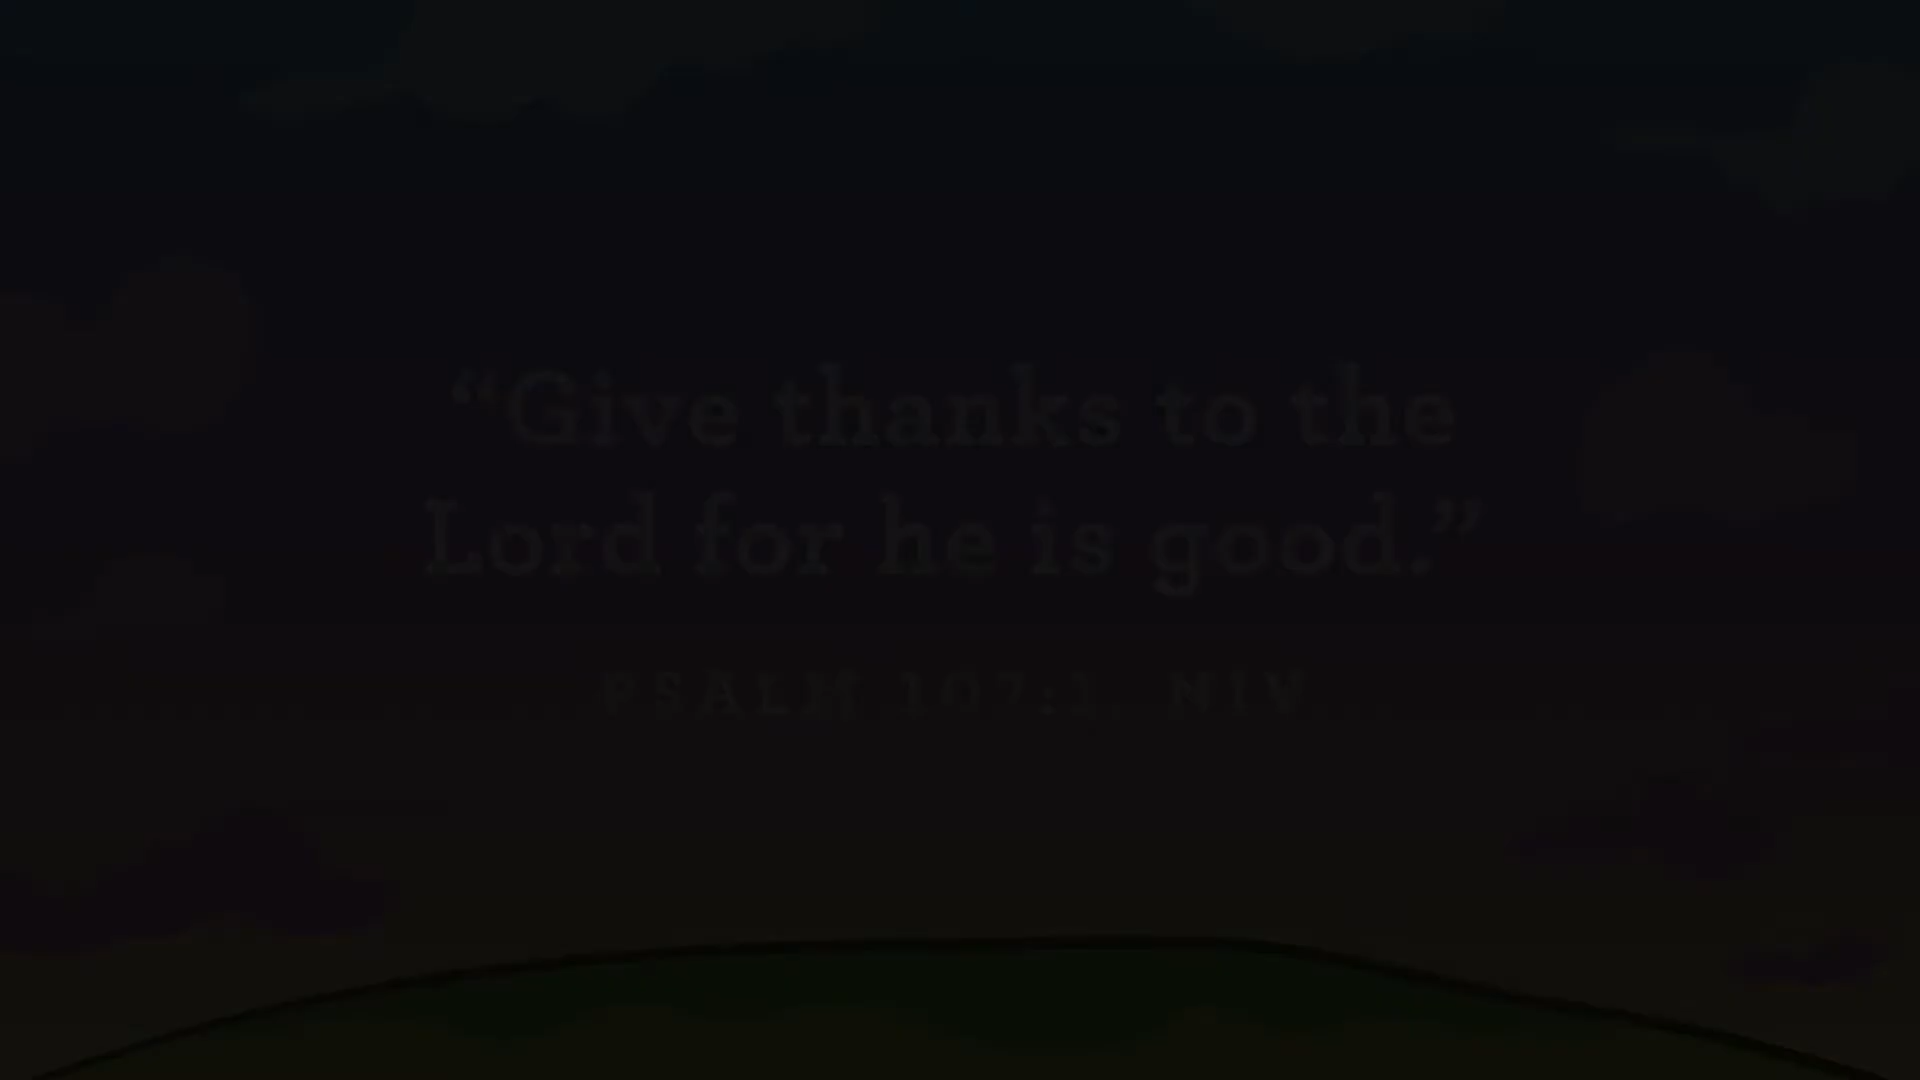 “Give thanks to the
Lord for he is good.”
PSALM 107:1, NIV